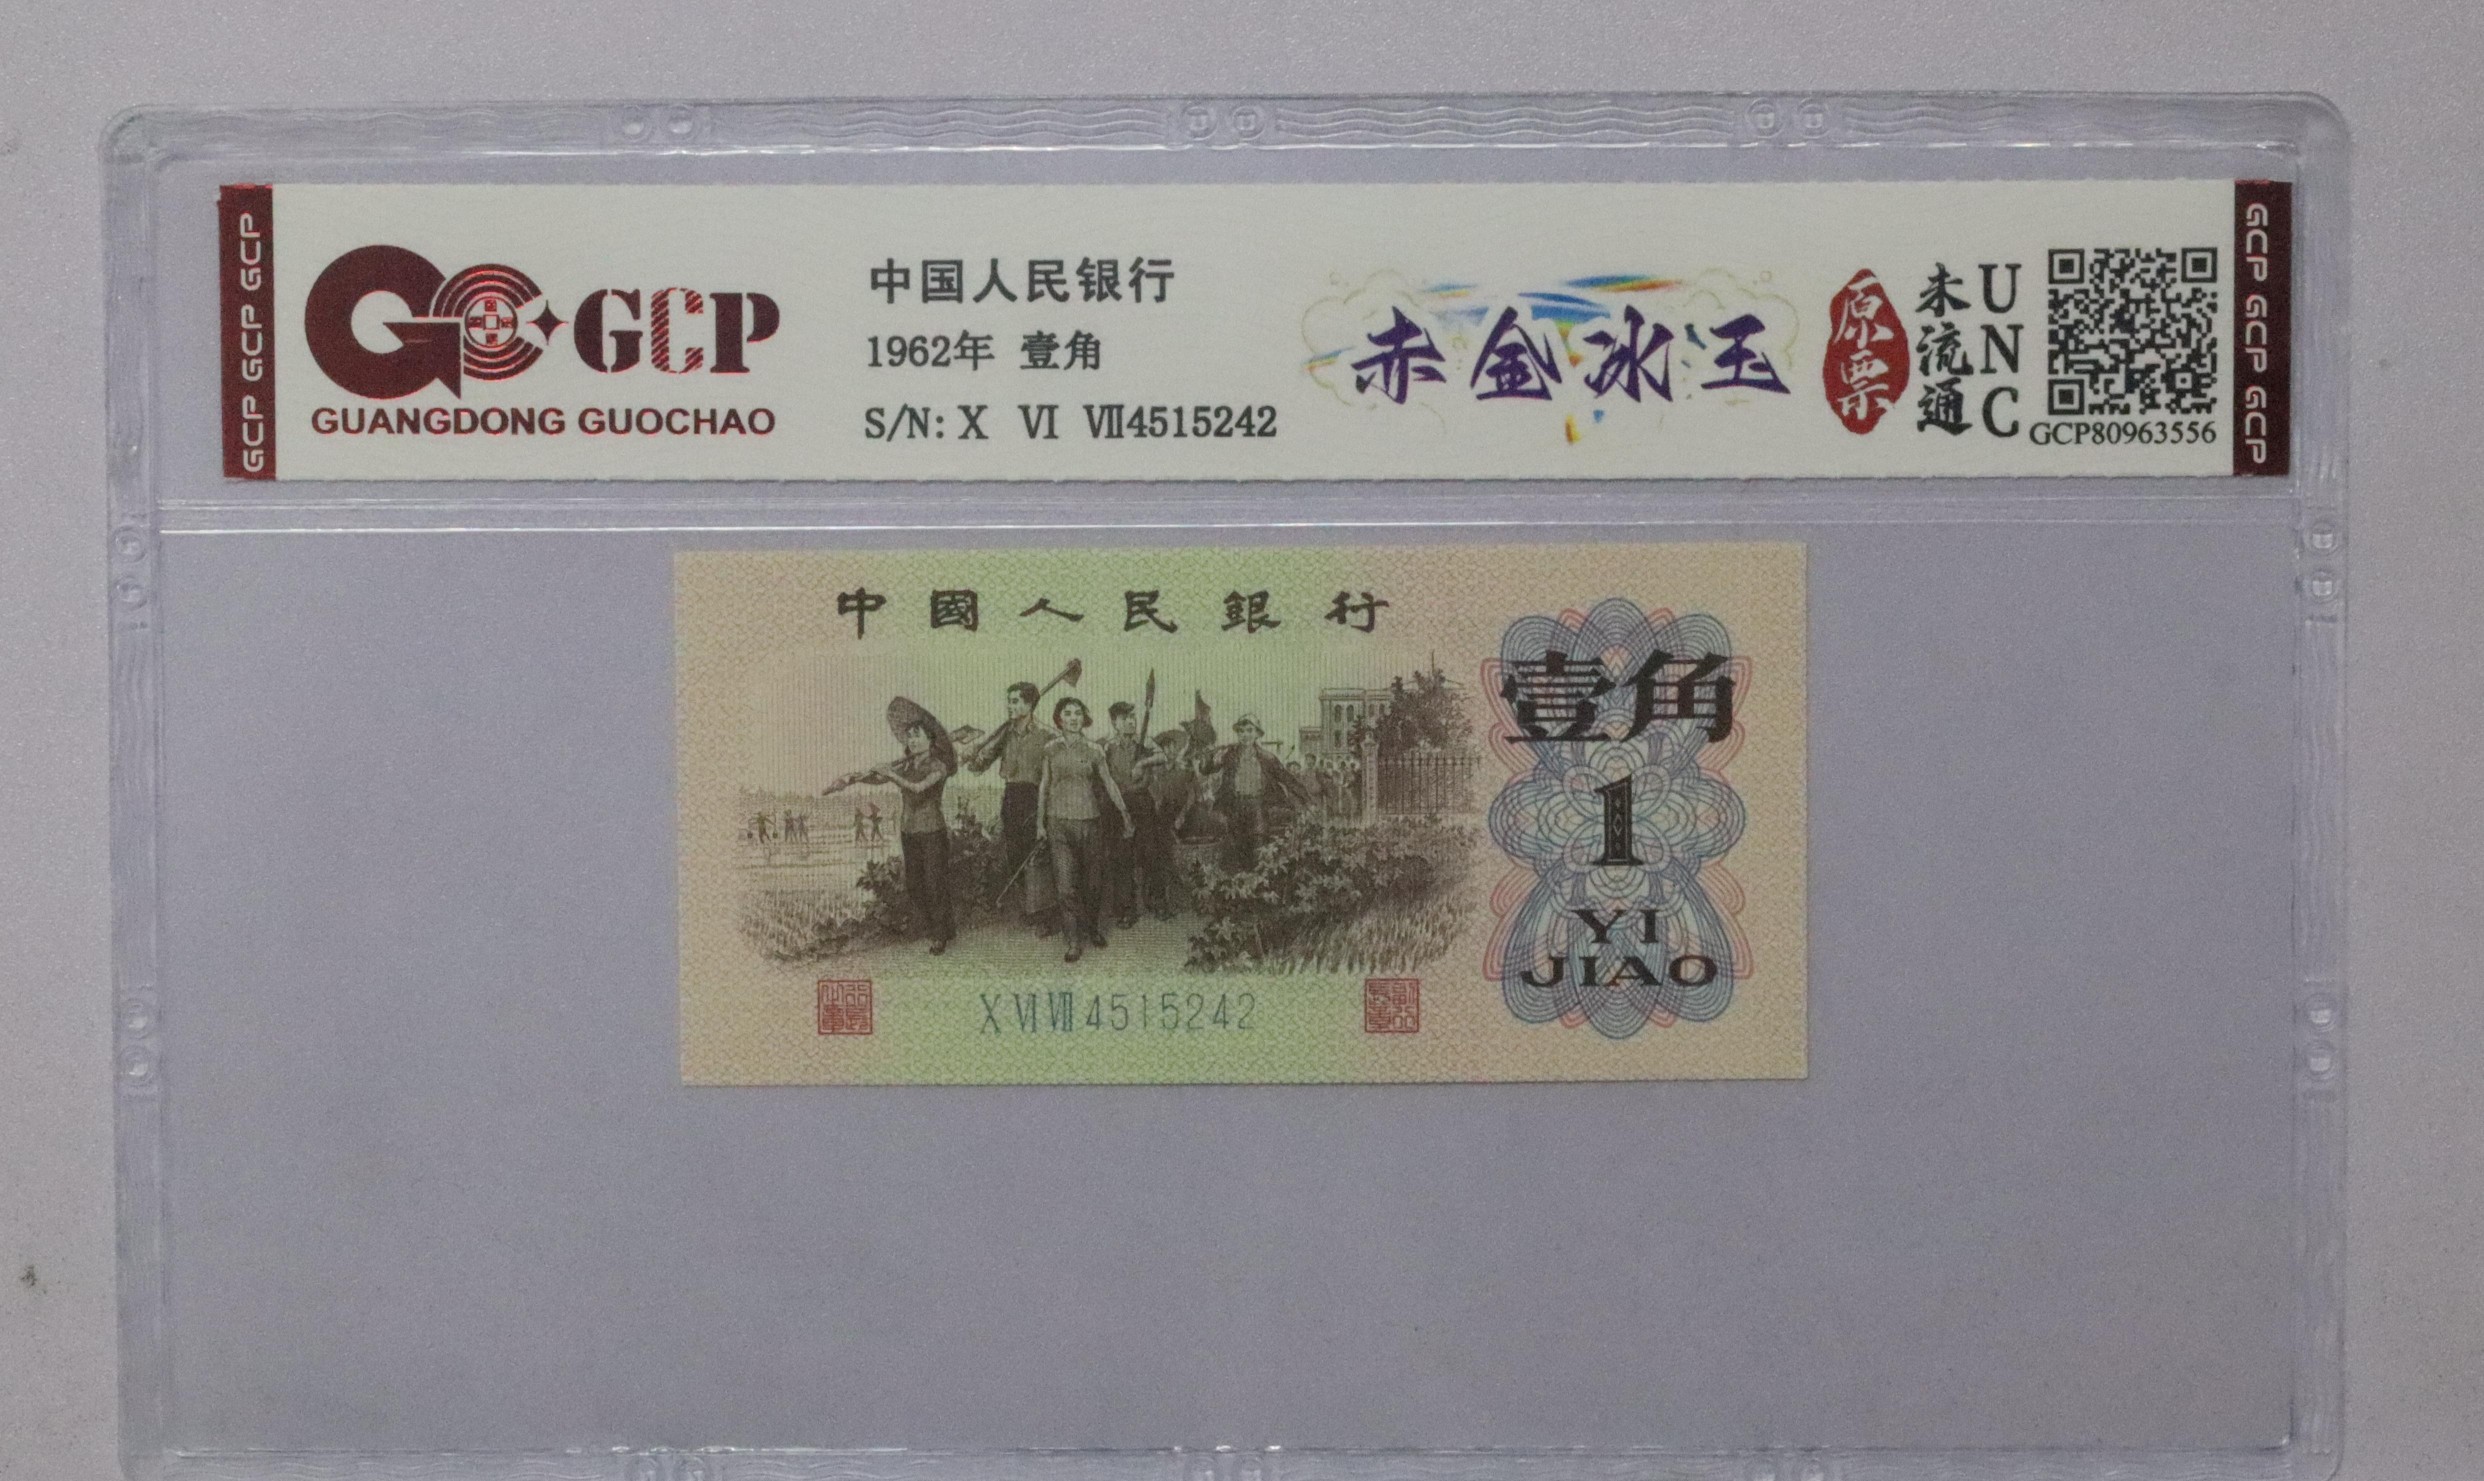 GCP GCP GCP
GCP
GUANGDONG GUOCHAO
中国人民银行
1962年 壹角
S/N: X VI VII4515242
赤金冰玉
原票
未流通
UNC
GCP80963556
GCP GCP GCP
中國人民銀行
壹角
1
YI
JIAO
X VI VII 4515242